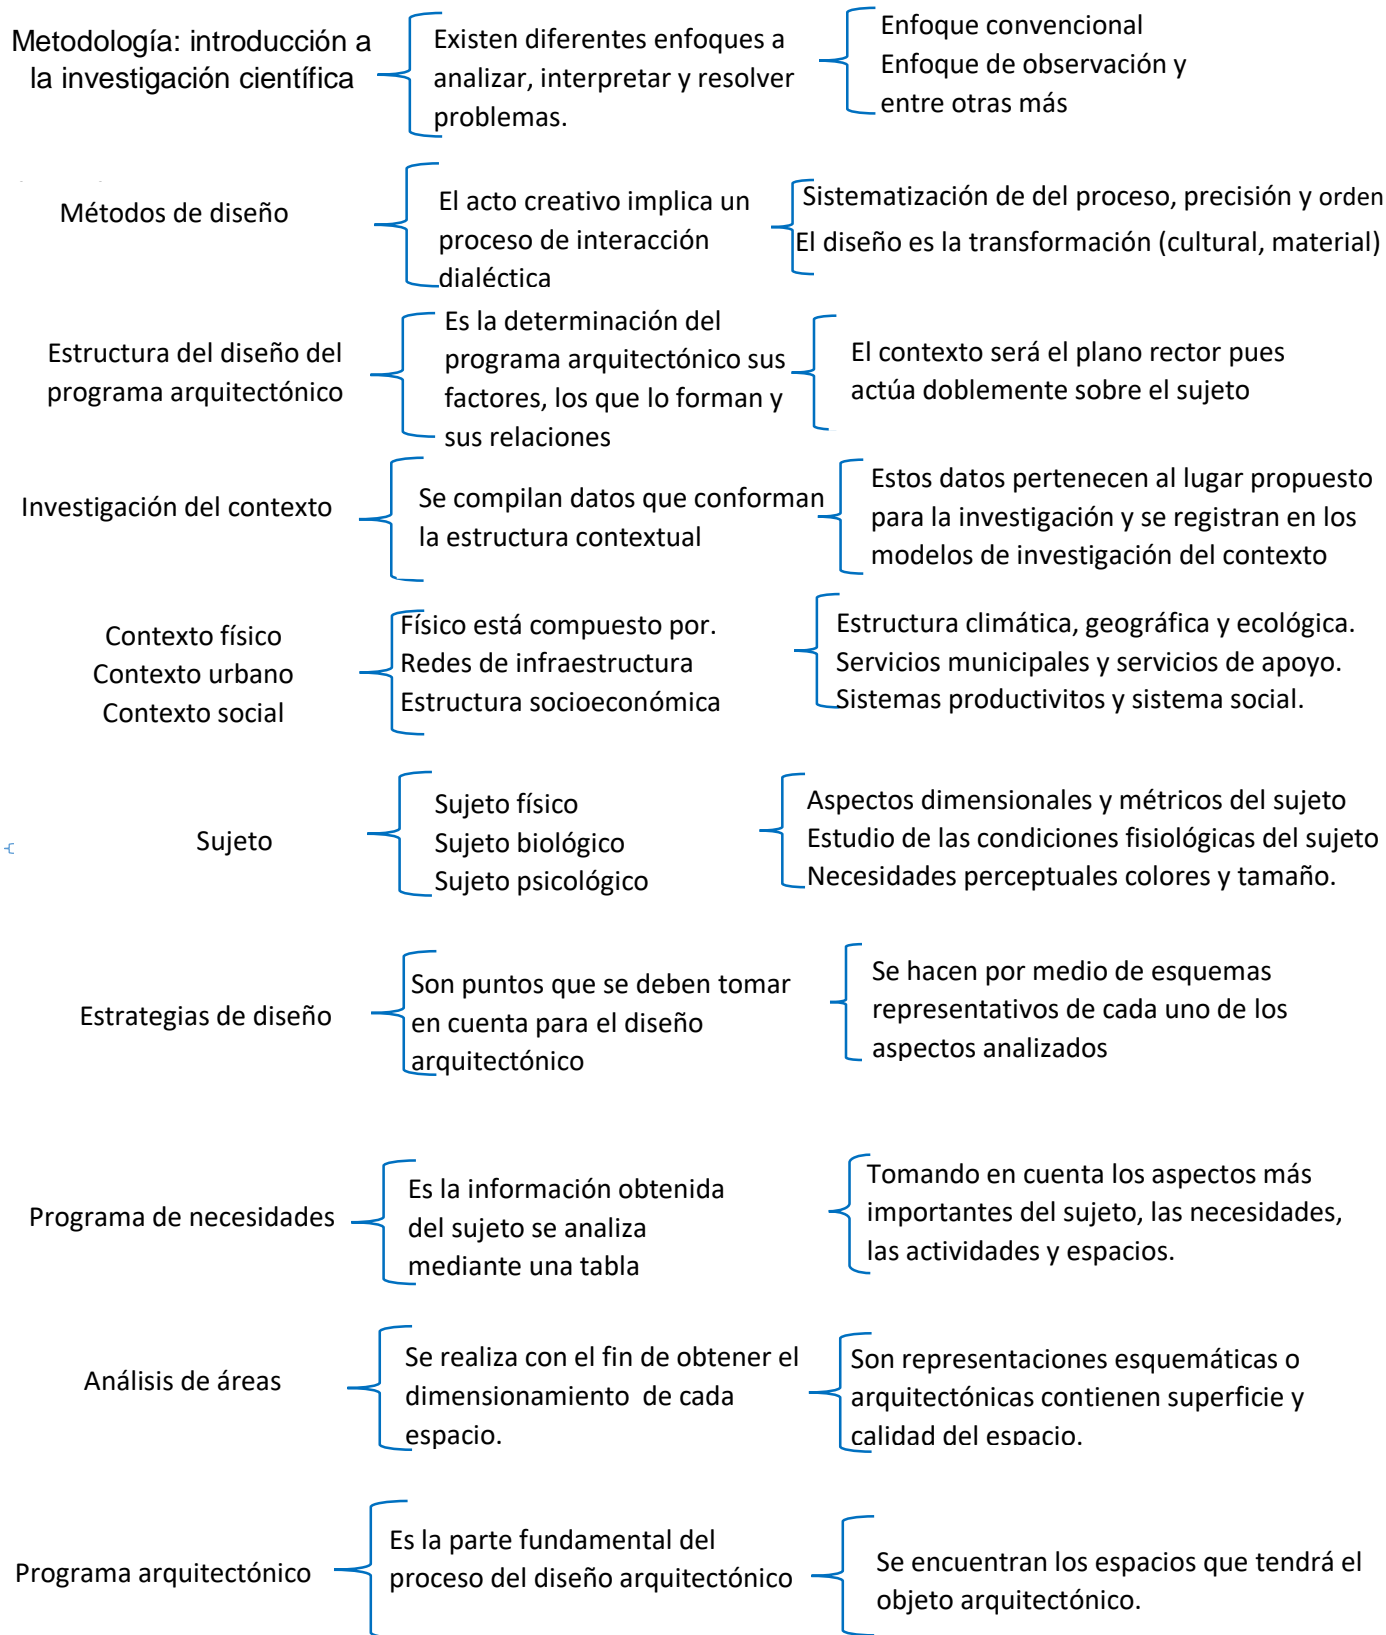 Metodología: introducción a
la investigación científica
Existen diferentes enfoques a
analizar, interpretar y resolver
problemas.
Enfoque convencional
Enfoque de observación y
entre otras más
Métodos de diseño
El acto creativo implica un
proceso de interacción
dialéctica
Sistematización de del proceso, precisión y orden
El diseño es la transformación (cultural, material)
Estructura del diseño del
programa arquitectónico
Es la determinación del
programa arquitectónico sus
factores, los que lo forman y
sus relaciones
El contexto será el plano rector pues
actúa doblemente sobre el sujeto
Investigación del contexto
Se compilan datos que conforman
la estructura contextual
Estos datos pertenecen al lugar propuesto
para la investigación y se registran en los
modelos de investigación del contexto
Contexto físico
Contexto urbano
Contexto social
Físico está compuesto por.
Redes de infraestructura
Estructura socioeconómica
Estructura climática, geográfica y ecológica.
Servicios municipales y servicios de apoyo.
Sistemas productivitos y sistema social.
Sujeto
Sujeto físico
Sujeto biológico
Sujeto psicológico
Aspectos dimensionales y métricos del sujeto
Estudio de las condiciones fisiológicas del sujeto
Necesidades perceptuales colores y tamaño.
Estrategias de diseño
Son puntos que se deben tomar
en cuenta para el diseño
arquitectónico
Se hacen por medio de esquemas
representativos de cada uno de los
aspectos analizados
Programa de necesidades
Es la información obtenida
del sujeto se analiza
mediante una tabla
Tomando en cuenta los aspectos más
importantes del sujeto, las necesidades,
las actividades y espacios.
Análisis de áreas
Se realiza con el fin de obtener el
dimensionamiento de cada
espacio.
Son representaciones esquemáticas o
arquitectónicas contienen superficie y
calidad del espacio.
Programa arquitectónico
Es la parte fundamental del
proceso del diseño arquitectónico
Se encuentran los espacios que tendrá el
objeto arquitectónico.